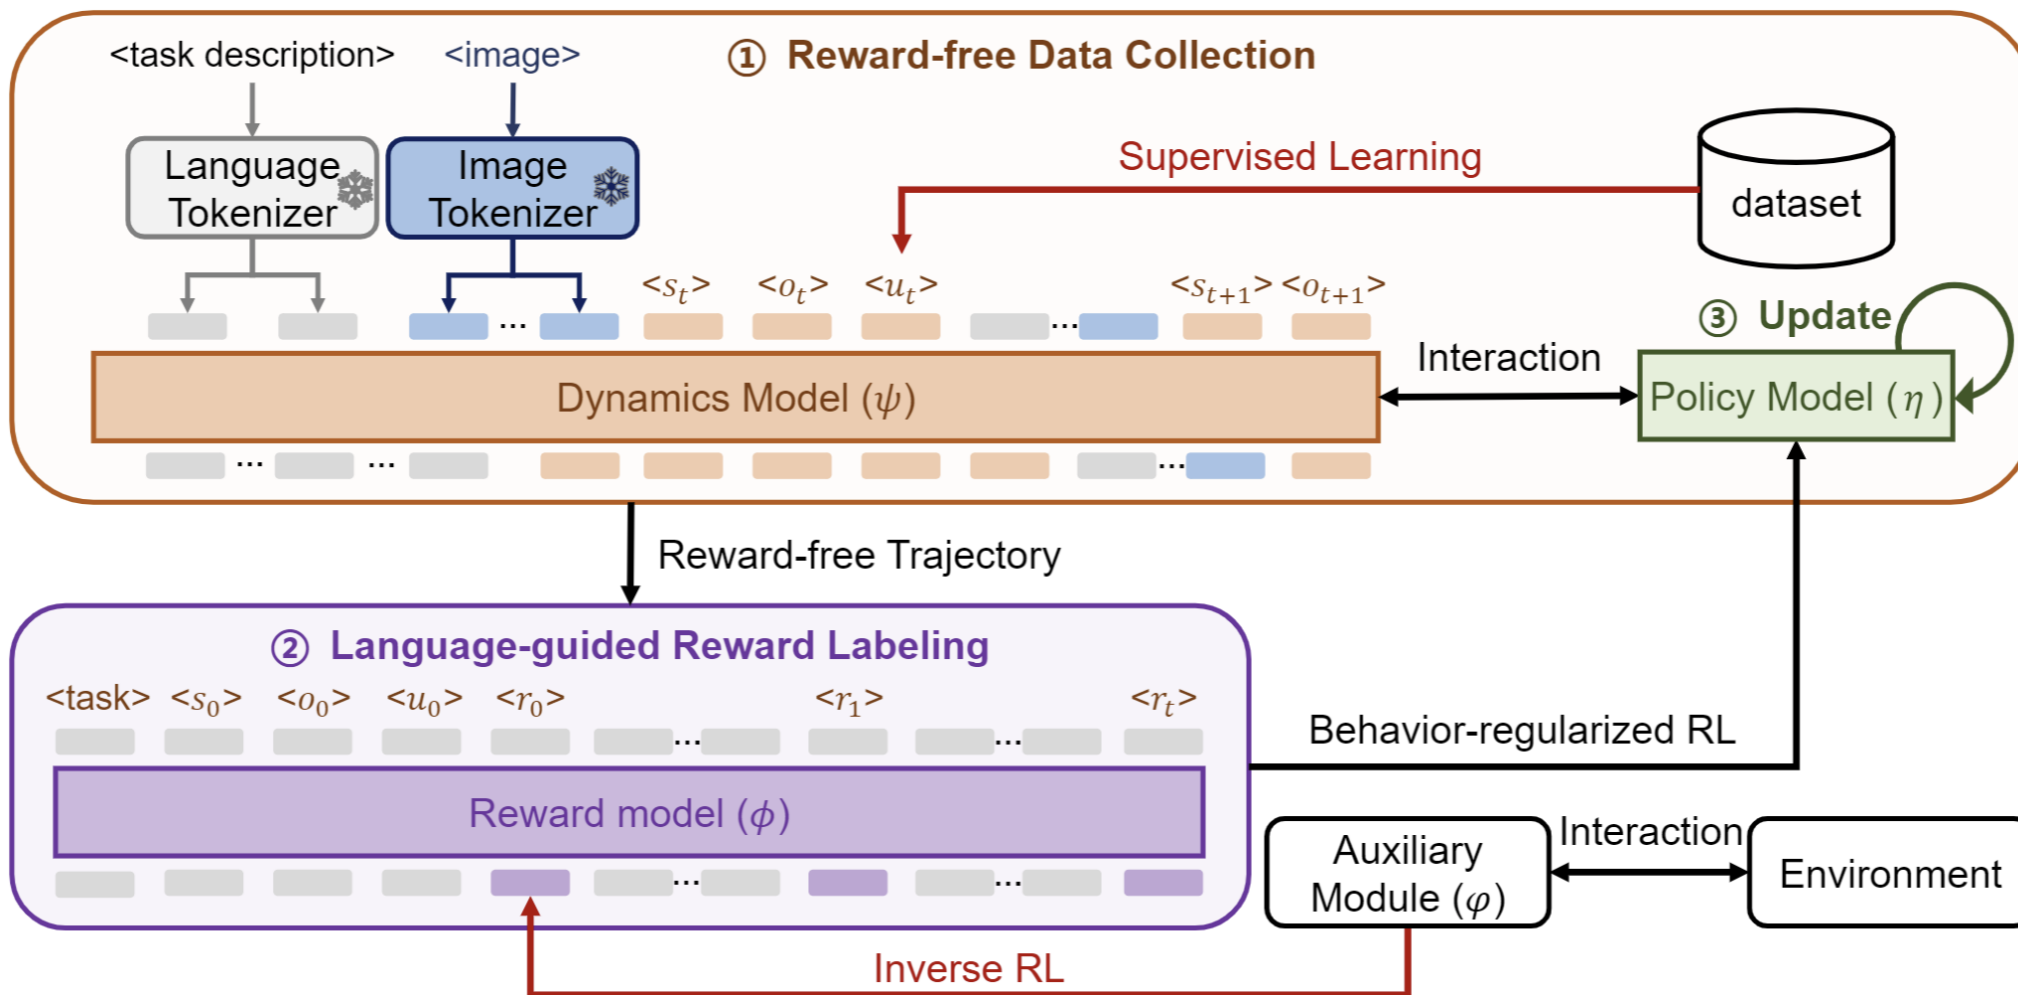 <task description>
<image>
① Reward-free Data Collection
Language
Tokenizer
Image
Tokenizer
Supervised Learning
dataset
<s_t> <o_t> <u_t> <s_{t+1}> <o_{t+1}>
...
...
③ Update
Dynamics Model (ψ)
Interaction
Policy Model (η)
... ... ...
Reward-free Trajectory
② Language-guided Reward Labeling
<task> <s_0> <o_0> <u_0> <r_0> <r_1> <r_t>
... ...
Reward model (ϕ)
... ...
Behavior-regularized RL
Auxiliary
Module (φ)
Interaction
Environment
Inverse RL